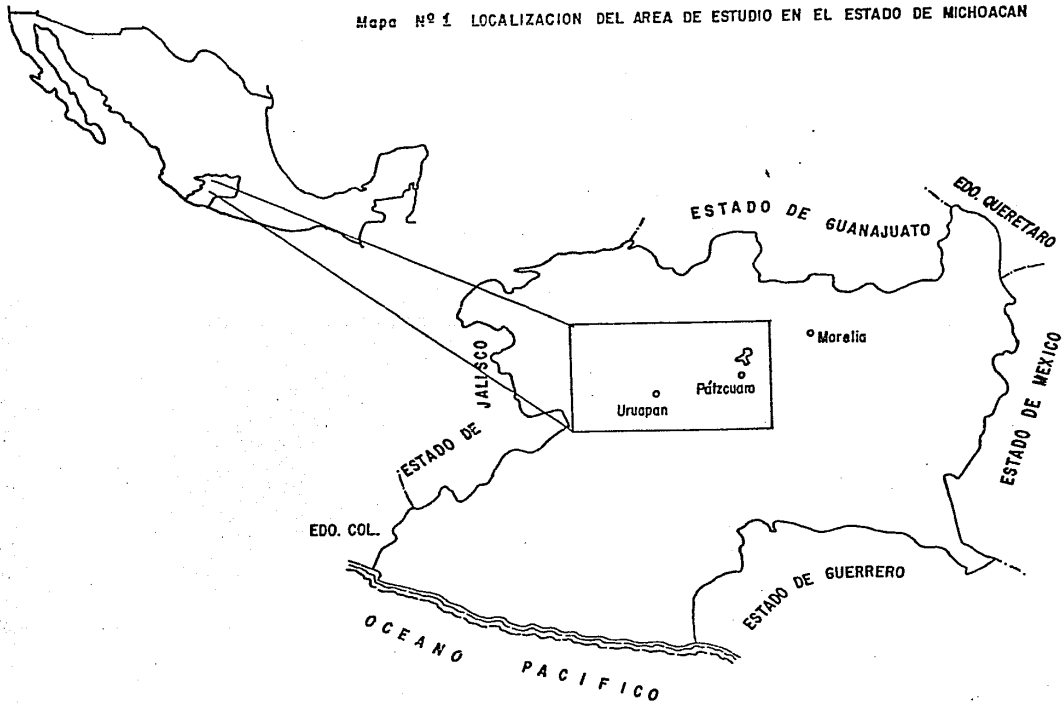 Mapa Nº 1 LOCALIZACION DEL AREA DE ESTUDIO EN EL ESTADO DE MICHOACAN
EDO. QUERETARO
ESTADO DE GUANAJUATO
Morelia
Pátzcuaro
Uruapan
ESTADO DE JALISCO
ESTADO DE MEXICO
EDO. COL.
ESTADO DE GUERRERO
OCEANO PACIFICO